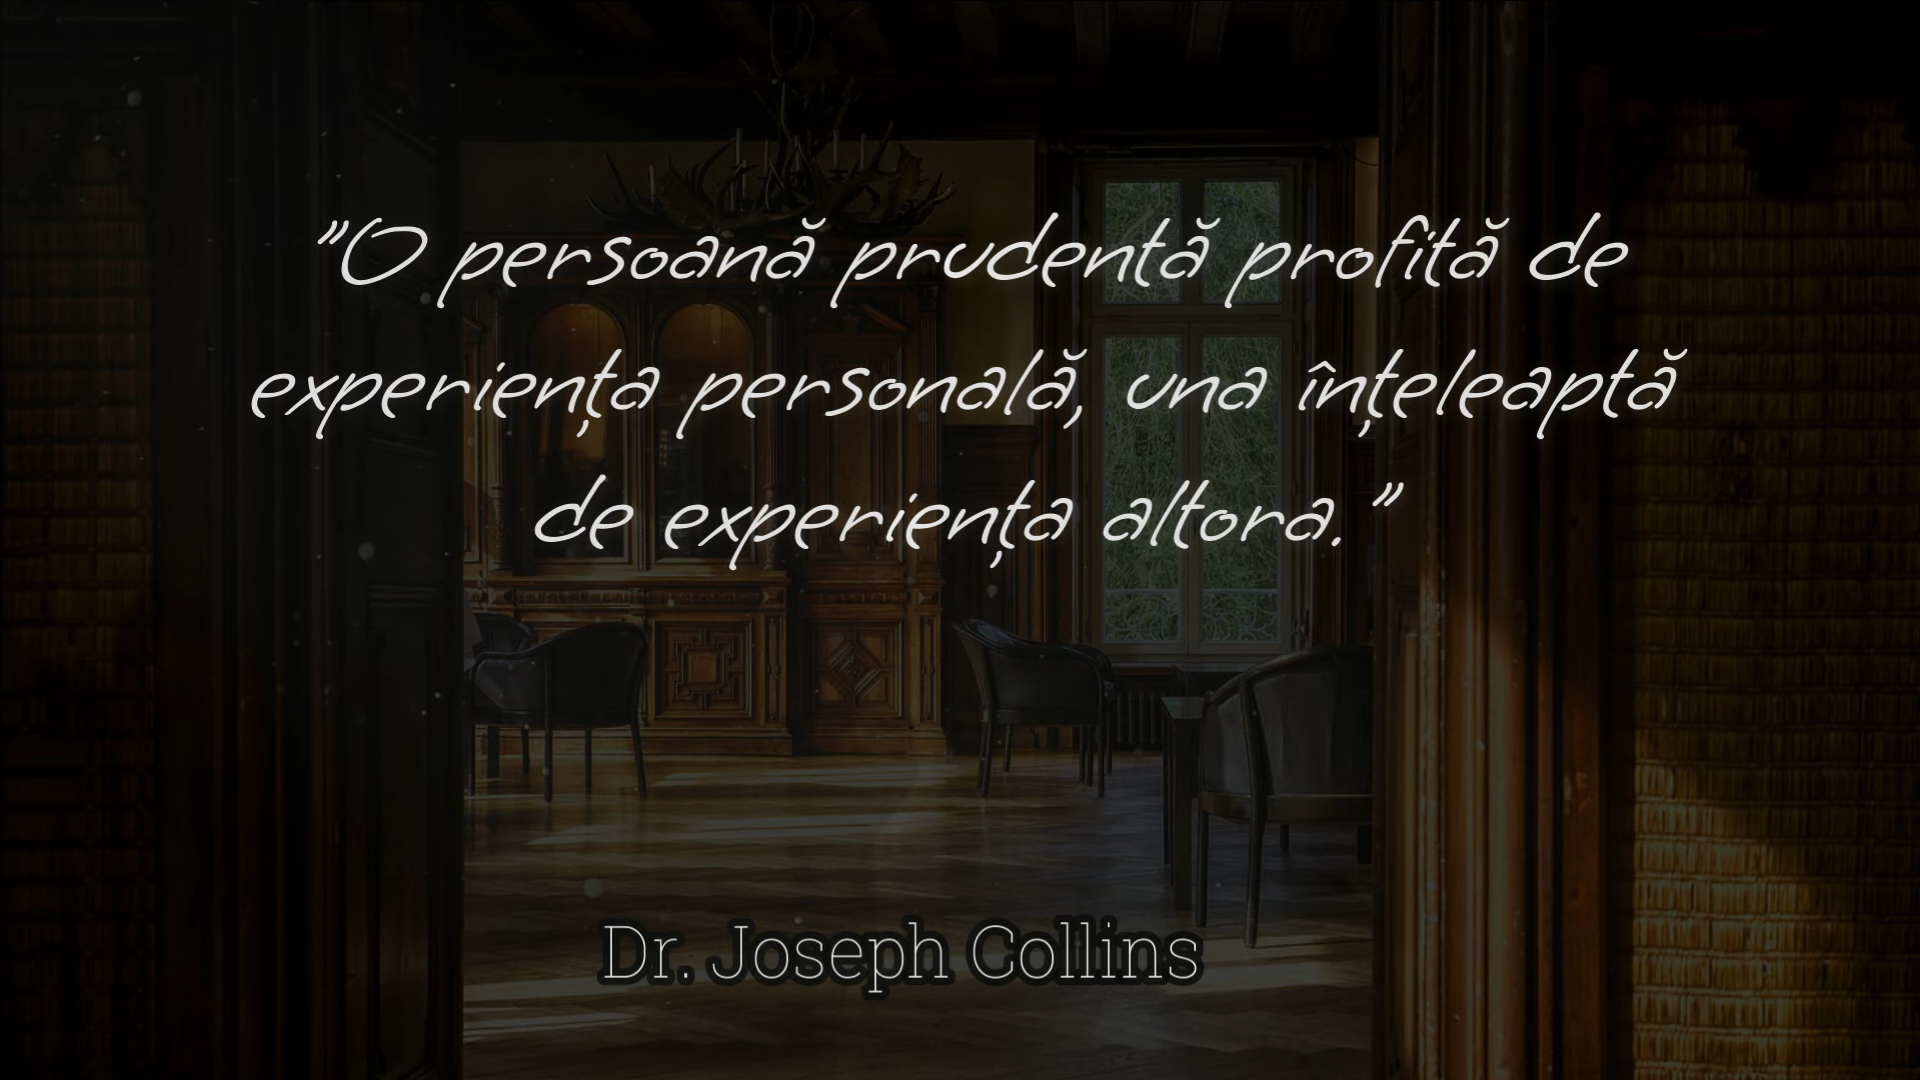 ”O persoană prudentă profită de
experiența personală, una înțeleaptă
de experiența altora.”
Dr. Joseph Collins